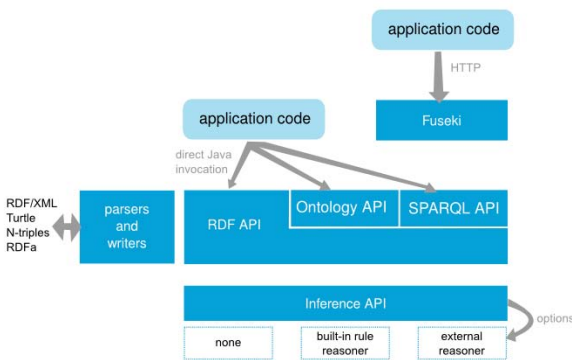 application code
HTTP
Fuseki
application code
direct Java
invocation
RDF/XML
Turtle
N-triples
RDFa
parsers
and
writers
RDF API
Ontology API
SPARQL API
Inference API
options
none
built-in rule
reasoner
external
reasoner